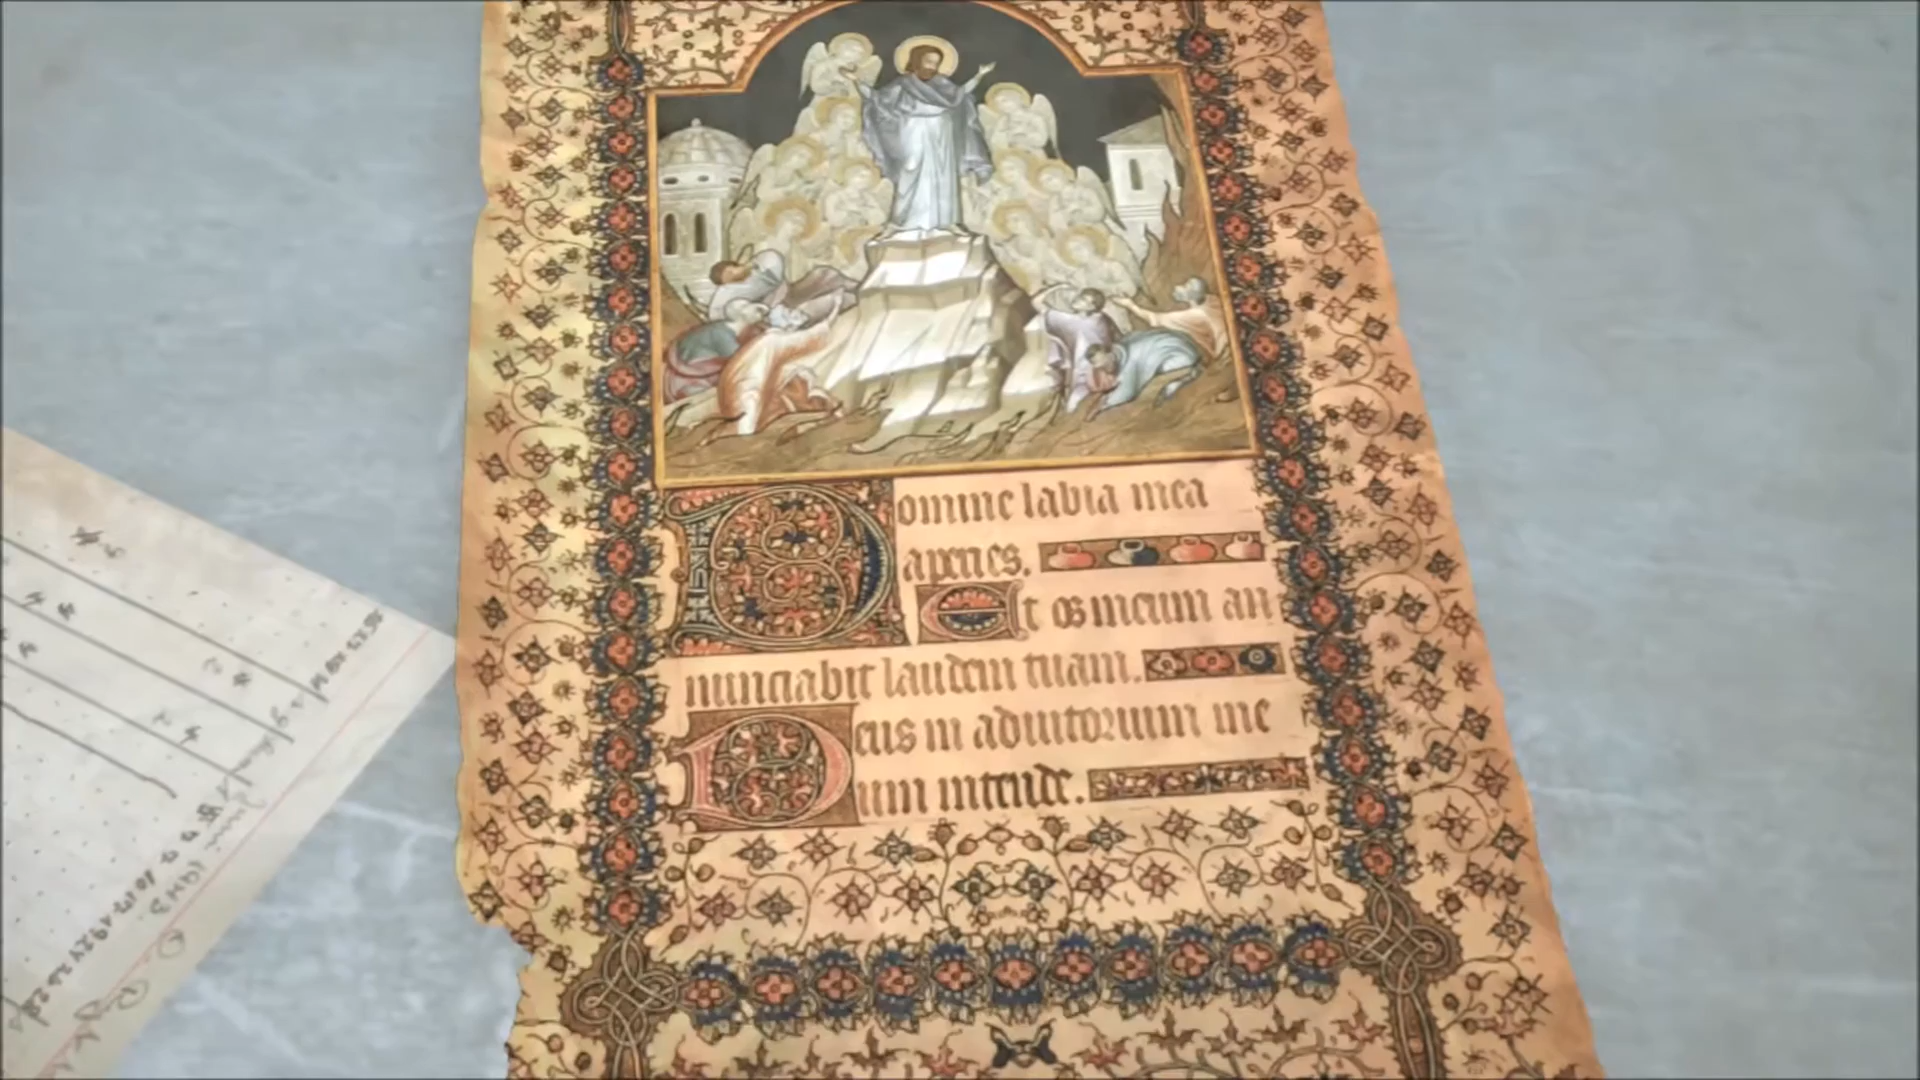 Domine labia mea
aperies.
Et os meum an
nunciabit laudem tuam.
Deus in adiutorium me
um intende.